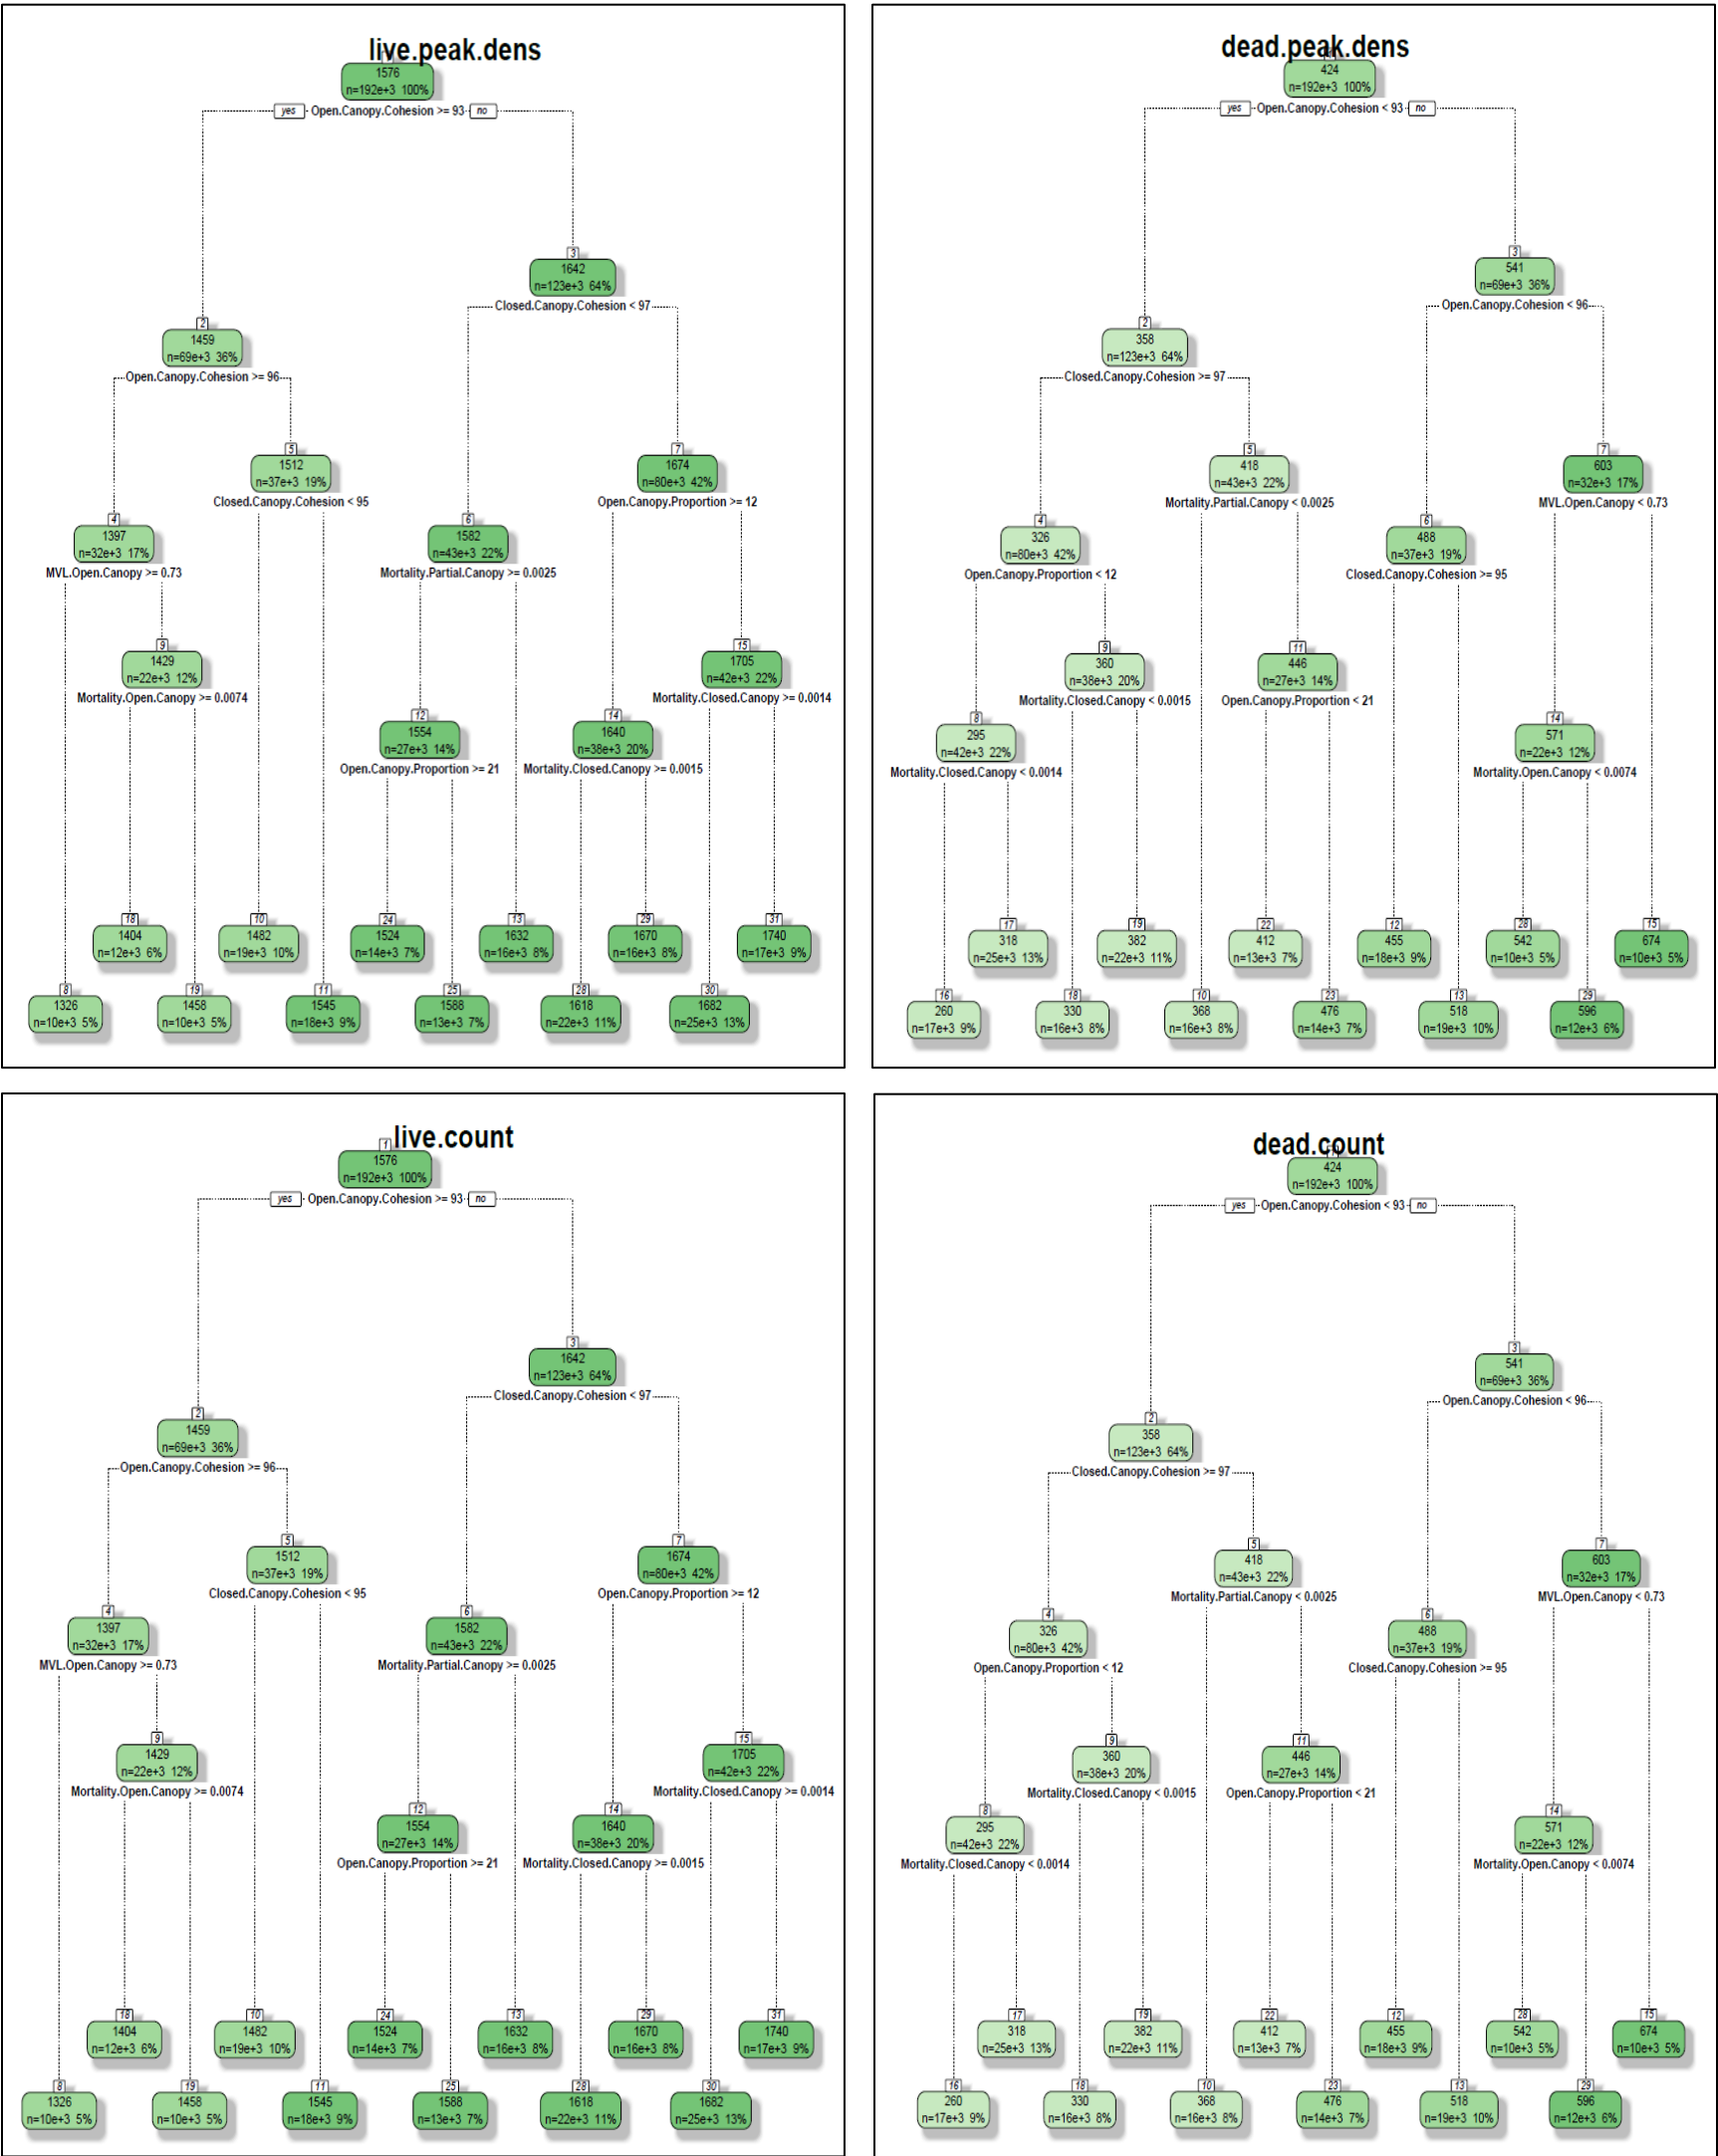 live.peak.dens
1576
n=192e+3 100%
yes Open.Canopy.Cohesion >= 93 no
3
1642
n=123e+3 64%
Closed.Canopy.Cohesion < 97
2
1459
n=69e+3 36%
Open.Canopy.Cohesion >= 96
5
1512
n=37e+3 19%
Closed.Canopy.Cohesion < 95
7
1674
n=80e+3 42%
Open.Canopy.Proportion >= 12
4
1397
n=32e+3 17%
MVL.Open.Canopy >= 0.73
6
1582
n=43e+3 22%
Mortality.Partial.Canopy >= 0.0025
9
1429
n=22e+3 12%
Mortality.Open.Canopy >= 0.0074
15
1705
n=42e+3 22%
Mortality.Closed.Canopy >= 0.0014
12
1554
n=27e+3 14%
Open.Canopy.Proportion >= 21
14
1640
n=38e+3 20%
Mortality.Closed.Canopy >= 0.0015
18
1404
n=12e+3 6%
10
1482
n=19e+3 10%
24
1524
n=14e+3 7%
13
1632
n=16e+3 8%
29
1670
n=16e+3 8%
31
1740
n=17e+3 9%
8
1326
n=10e+3 5%
19
1458
n=10e+3 5%
11
1545
n=18e+3 9%
25
1588
n=13e+3 7%
28
1618
n=22e+3 11%
30
1682
n=25e+3 13%
dead.peak.dens
424
n=192e+3 100%
yes Open.Canopy.Cohesion < 93 no
3
541
n=69e+3 36%
Open.Canopy.Cohesion < 96
2
358
n=123e+3 64%
Closed.Canopy.Cohesion >= 97
5
418
n=43e+3 22%
Mortality.Partial.Canopy < 0.0025
7
603
n=32e+3 17%
MVL.Open.Canopy < 0.73
4
326
n=80e+3 42%
Open.Canopy.Proportion < 12
6
488
n=37e+3 19%
Closed.Canopy.Cohesion >= 95
9
360
n=38e+3 20%
Mortality.Closed.Canopy < 0.0015
11
446
n=27e+3 14%
Open.Canopy.Proportion < 21
8
295
n=42e+3 22%
Mortality.Closed.Canopy < 0.0014
14
571
n=22e+3 12%
Mortality.Open.Canopy < 0.0074
17
318
n=25e+3 13%
19
382
n=22e+3 11%
22
412
n=13e+3 7%
12
455
n=18e+3 9%
28
542
n=10e+3 5%
15
674
n=10e+3 5%
16
260
n=17e+3 9%
18
330
n=16e+3 8%
10
368
n=16e+3 8%
23
476
n=14e+3 7%
13
518
n=19e+3 10%
29
596
n=12e+3 6%
live.count
1
1576
n=192e+3 100%
yes Open.Canopy.Cohesion >= 93 no
3
1642
n=123e+3 64%
Closed.Canopy.Cohesion < 97
2
1459
n=69e+3 36%
Open.Canopy.Cohesion >= 96
5
1512
n=37e+3 19%
Closed.Canopy.Cohesion < 95
7
1674
n=80e+3 42%
Open.Canopy.Proportion >= 12
4
1397
n=32e+3 17%
MVL.Open.Canopy >= 0.73
6
1582
n=43e+3 22%
Mortality.Partial.Canopy >= 0.0025
9
1429
n=22e+3 12%
Mortality.Open.Canopy >= 0.0074
15
1705
n=42e+3 22%
Mortality.Closed.Canopy >= 0.0014
12
1554
n=27e+3 14%
Open.Canopy.Proportion >= 21
14
1640
n=38e+3 20%
Mortality.Closed.Canopy >= 0.0015
18
1404
n=12e+3 6%
10
1482
n=19e+3 10%
24
1524
n=14e+3 7%
13
1632
n=16e+3 8%
29
1670
n=16e+3 8%
31
1740
n=17e+3 9%
8
1326
n=10e+3 5%
19
1458
n=10e+3 5%
11
1545
n=18e+3 9%
25
1588
n=13e+3 7%
28
1618
n=22e+3 11%
30
1682
n=25e+3 13%
dead.count
424
n=192e+3 100%
yes Open.Canopy.Cohesion < 93 no
3
541
n=69e+3 36%
Open.Canopy.Cohesion < 96
2
358
n=123e+3 64%
Closed.Canopy.Cohesion >= 97
5
418
n=43e+3 22%
Mortality.Partial.Canopy < 0.0025
7
603
n=32e+3 17%
MVL.Open.Canopy < 0.73
4
326
n=80e+3 42%
Open.Canopy.Proportion < 12
6
488
n=37e+3 19%
Closed.Canopy.Cohesion >= 95
9
360
n=38e+3 20%
Mortality.Closed.Canopy < 0.0015
11
446
n=27e+3 14%
Open.Canopy.Proportion < 21
8
295
n=42e+3 22%
Mortality.Closed.Canopy < 0.0014
14
571
n=22e+3 12%
Mortality.Open.Canopy < 0.0074
17
318
n=25e+3 13%
19
382
n=22e+3 11%
22
412
n=13e+3 7%
12
455
n=18e+3 9%
28
542
n=10e+3 5%
15
674
n=10e+3 5%
16
260
n=17e+3 9%
18
330
n=16e+3 8%
10
368
n=16e+3 8%
23
476
n=14e+3 7%
13
518
n=19e+3 10%
29
596
n=12e+3 6%